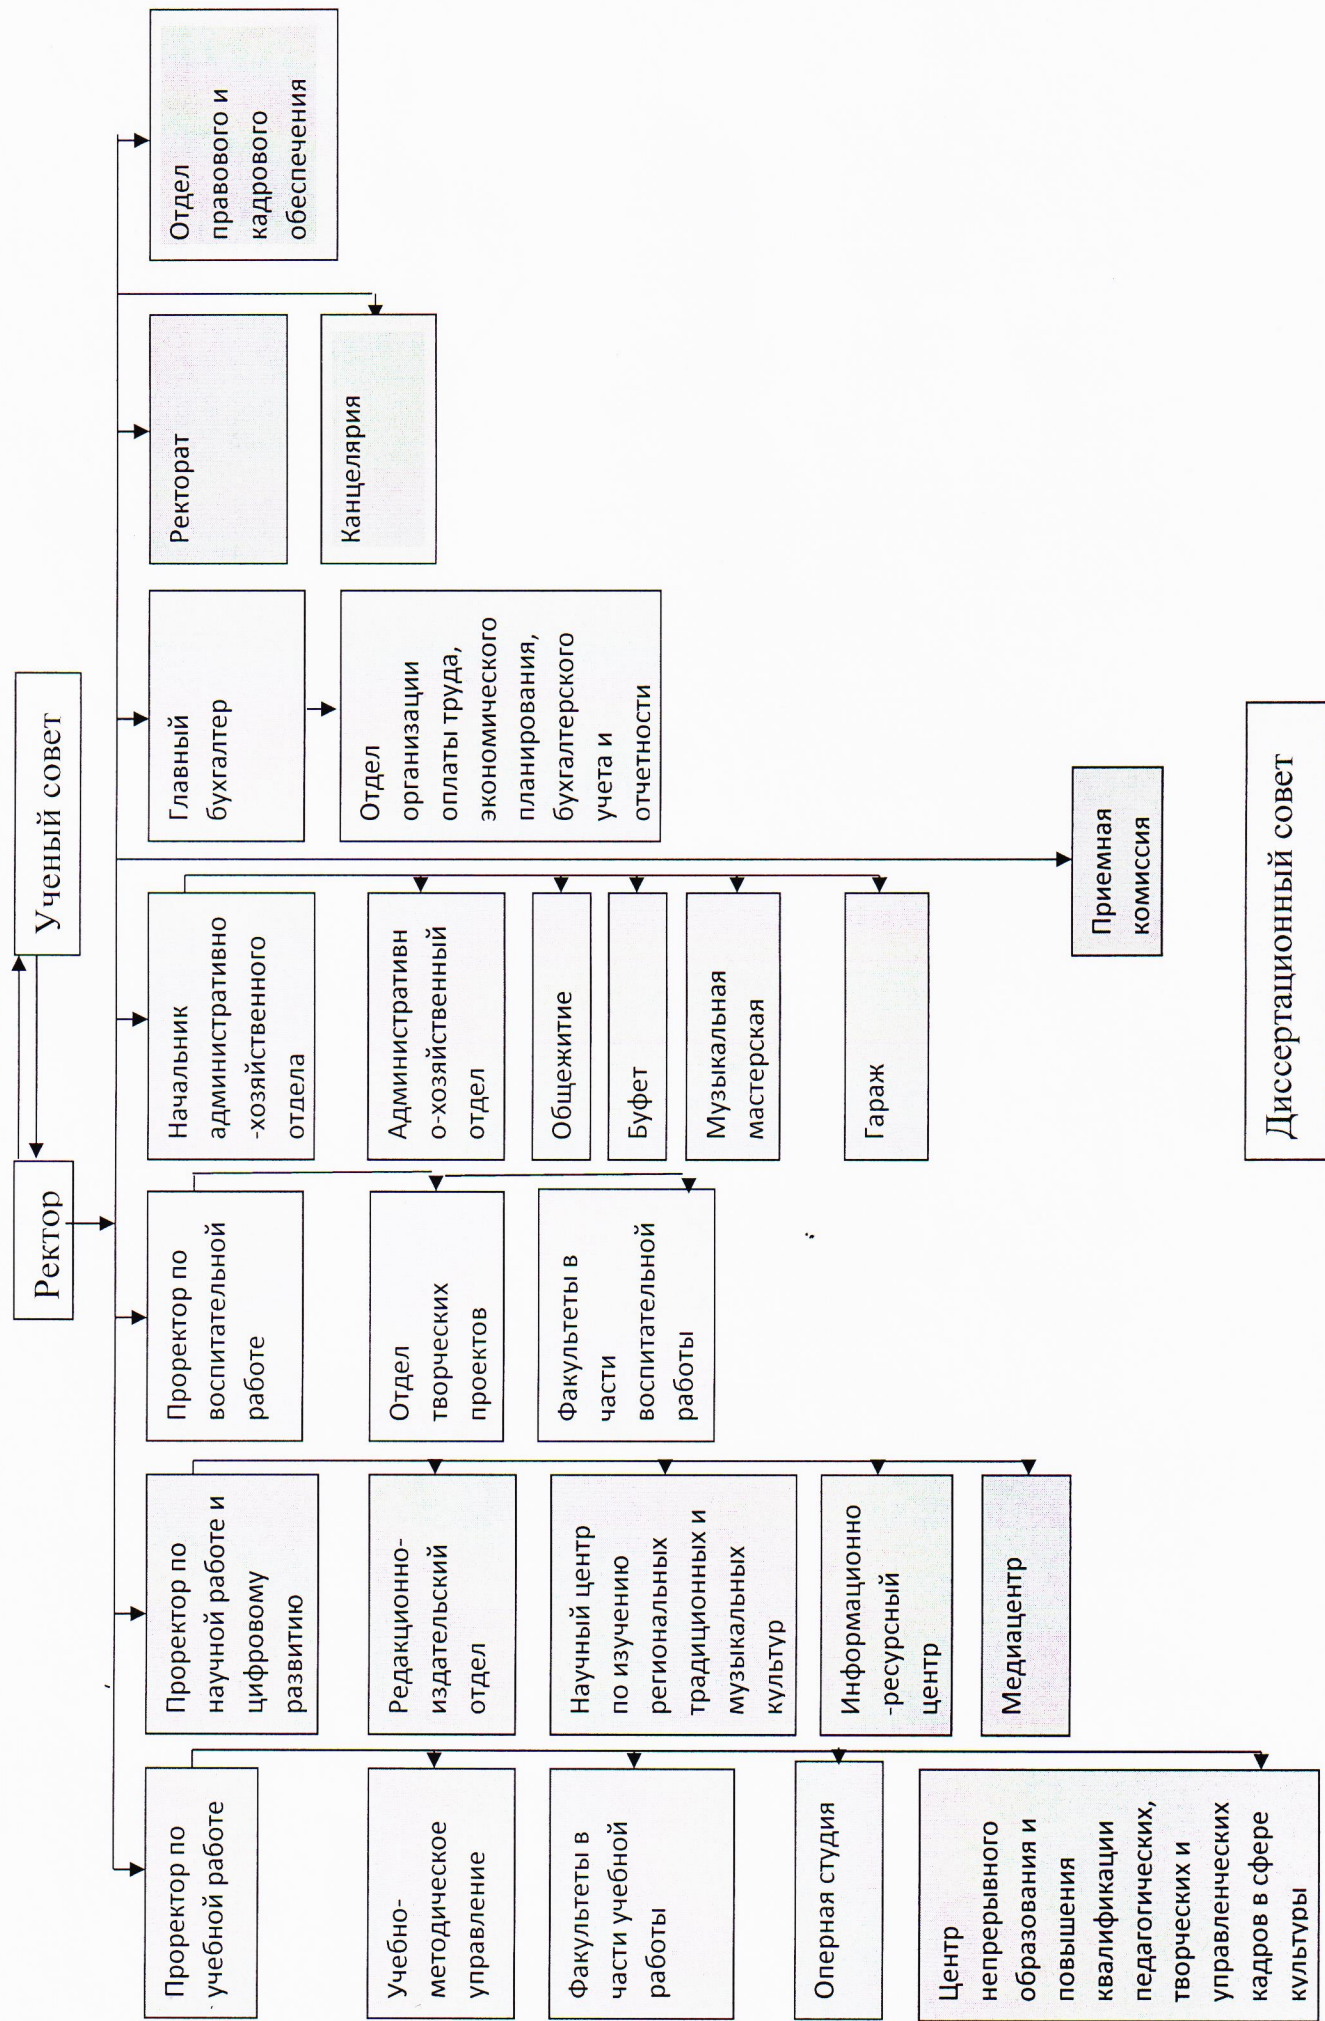 Ректор
Ученый совет
Проректор по
учебной работе
Учебно-
методическое
управление
Факультеты в
части учебной
работы
Оперная студия
Центр
непрерывного
образования и
повышения
квалификации
педагогических,
творческих и
управленческих
кадров в сфере
культуры
Проректор по
научной работе и
цифровому
развитию
Редакционно-
издательский
отдел
Научный центр
по изучению
региональных
традиционных и
музыкальных
культур
Информационно
-ресурсный
центр
Медиацентр
Проректор по
воспитательной
работе
Отдел
творческих
проектов
Факультеты в
части
воспитательной
работы
Начальник
административно
-хозяйственного
отдела
Административн
о-хозяйственный
отдел
Общежитие
Буфет
Музыкальная
мастерская
Гараж
Главный
бухгалтер
Отдел
организации
оплаты труда,
экономического
планирования,
бухгалтерского
учета и
отчетности
Ректорат
Канцелярия
Отдел
правового и
кадрового
обеспечения
Приемная
комиссия
Диссертационный совет